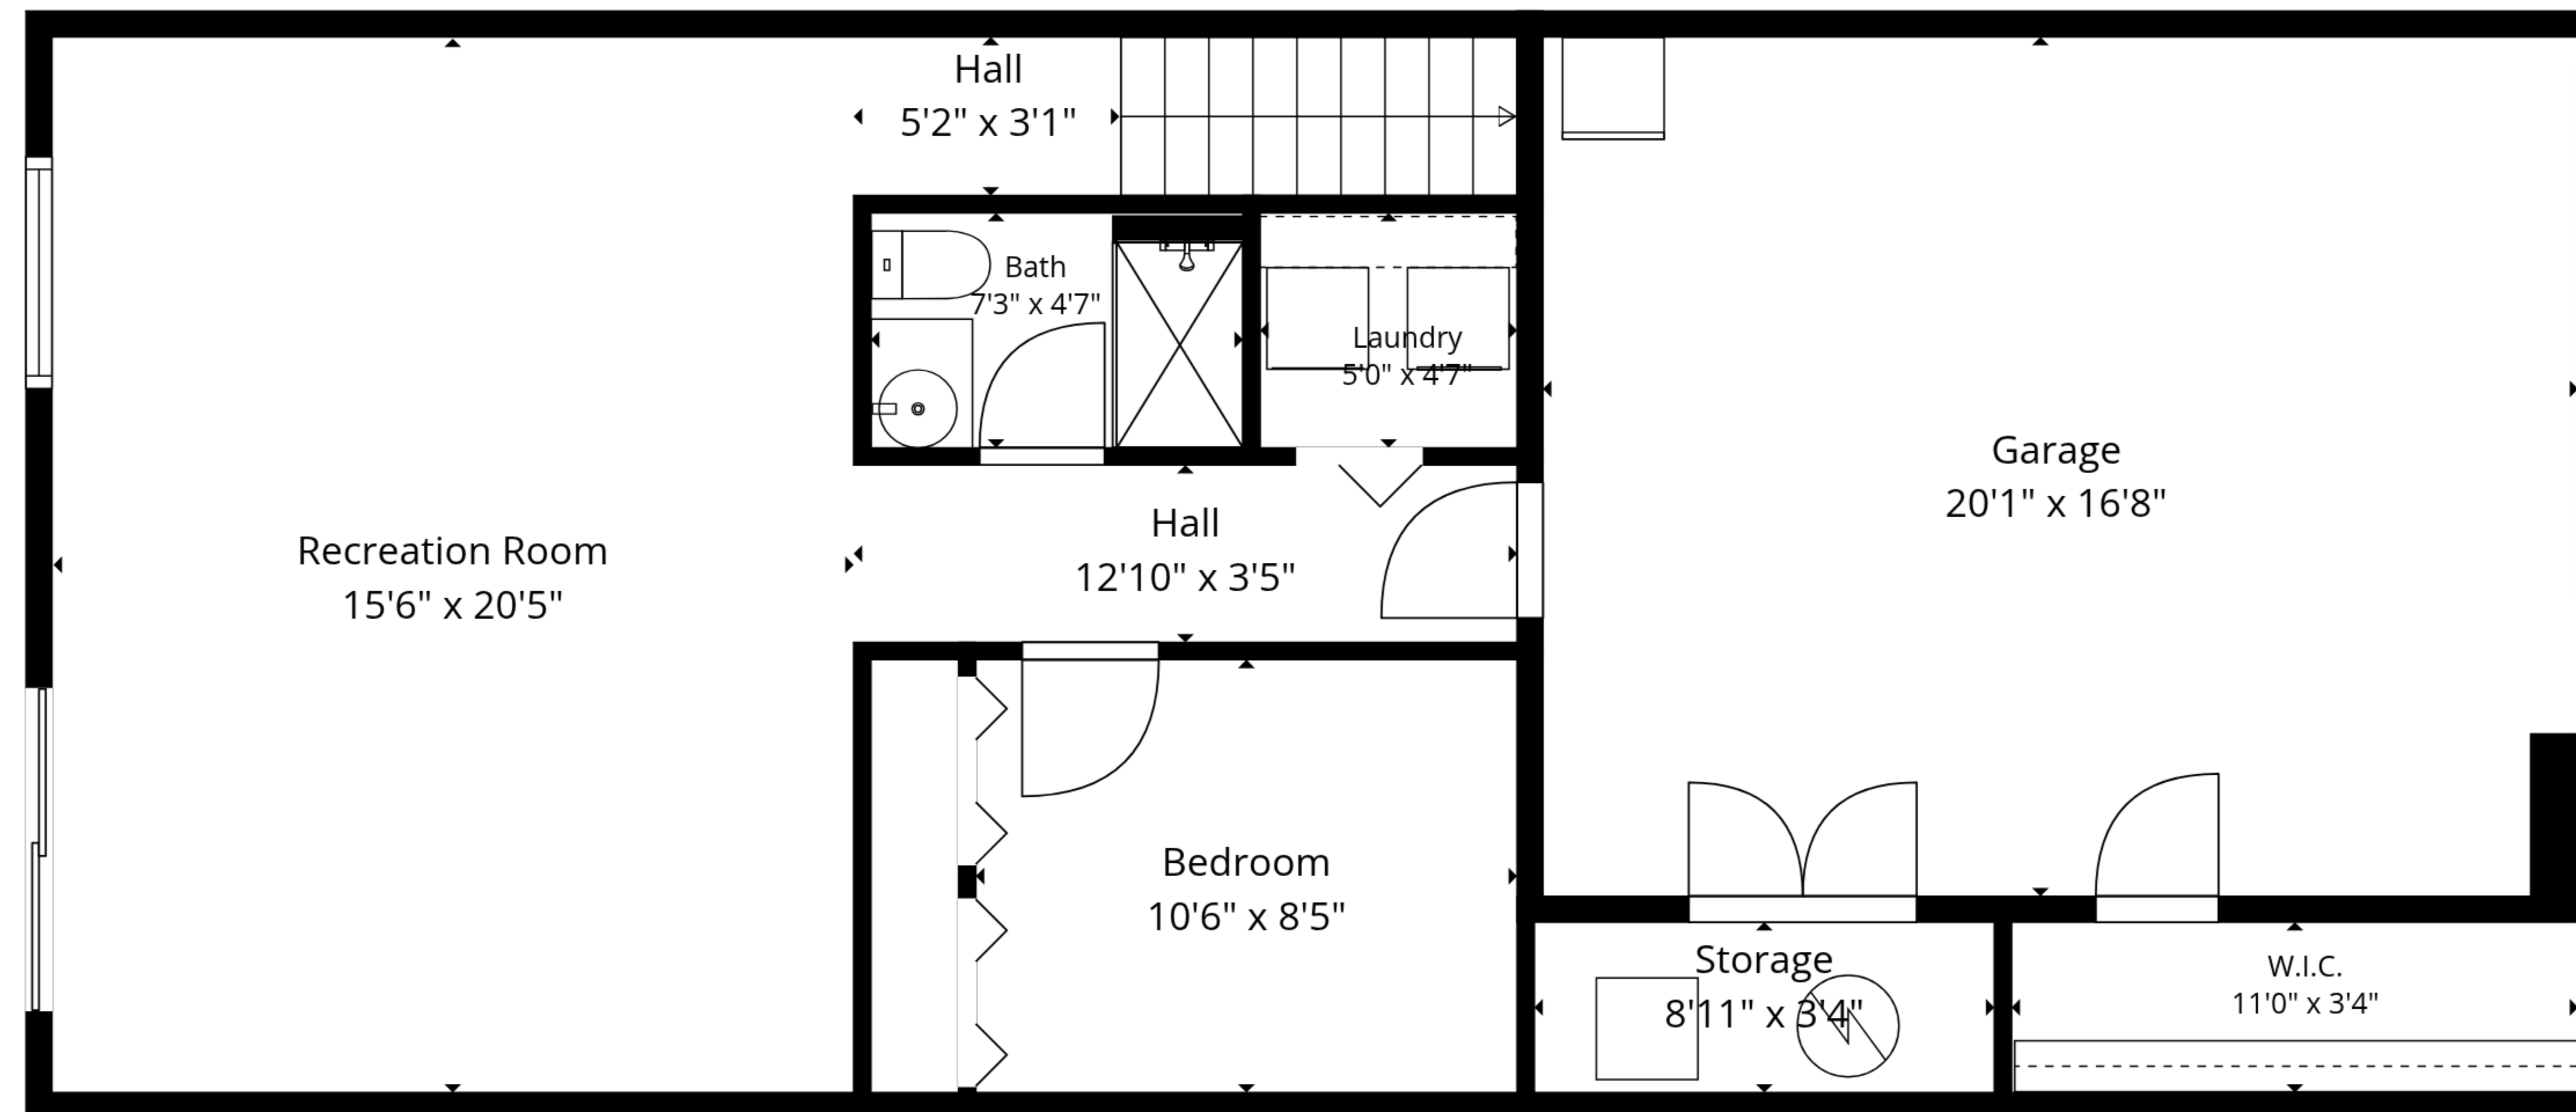 Hall
5'2" x 3'1"
Bath
7'3" x 4'7"
Laundry
5'0" x 4'7"
Garage
20'1" x 16'8"
Recreation Room
15'6" x 20'5"
Hall
12'10" x 3'5"
Bedroom
10'6" x 8'5"
Storage
8'11" x 3'4"
W.I.C.
11'0" x 3'4"